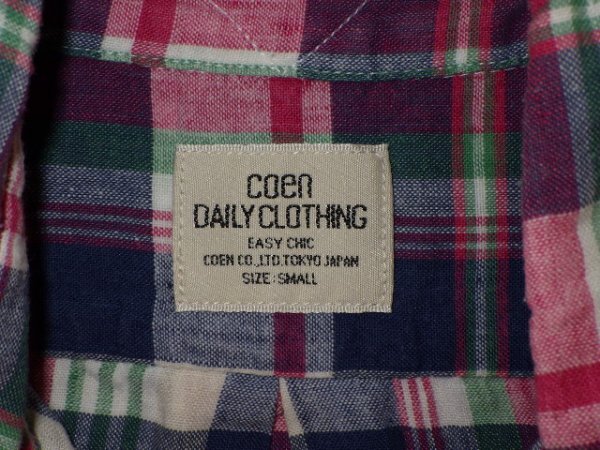 coen
DAILY CLOTHING
EASY CHIC
COEN CO.,LTD.TOKYO JAPAN
SIZE:SMALL